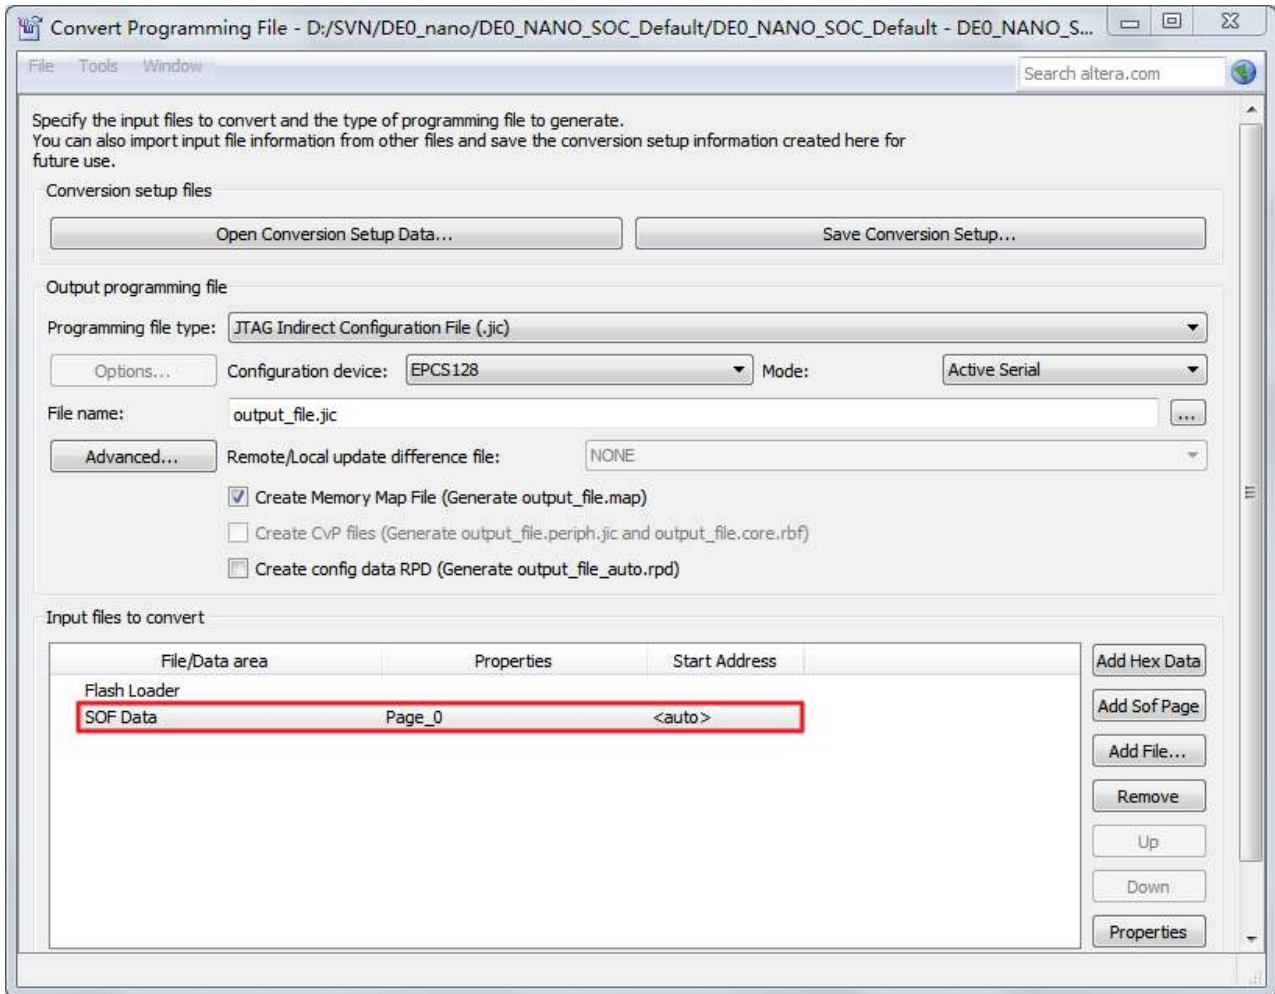 Convert Programming File - D:/SVN/DE0_nano/DE0_NANO_SOC_Default/DE0_NANO_SOC_Default - DE0_NANO_S...
File Tools Window Search altera.com
Specify the input files to convert and the type of programming file to generate.
You can also import input file information from other files and save the conversion setup information created here for
future use.
Conversion setup files
Open Conversion Setup Data... Save Conversion Setup...
Output programming file
Programming file type: JTAG Indirect Configuration File (.jic)
Options... Configuration device: EPCS128 Mode: Active Serial
File name: output_file.jic ...
Advanced... Remote/Local update difference file: NONE
Create Memory Map File (Generate output_file.map)
Create CvP files (Generate output_file.periph.jic and output_file.core.rbf)
Create config data RPD (Generate output_file_auto.rpd)
Input files to convert
File/Data area Properties Start Address Add Hex Data
Flash Loader
SOF Data Page_0 <auto> Add Sof Page
Add File...
Remove
Up
Down
Properties